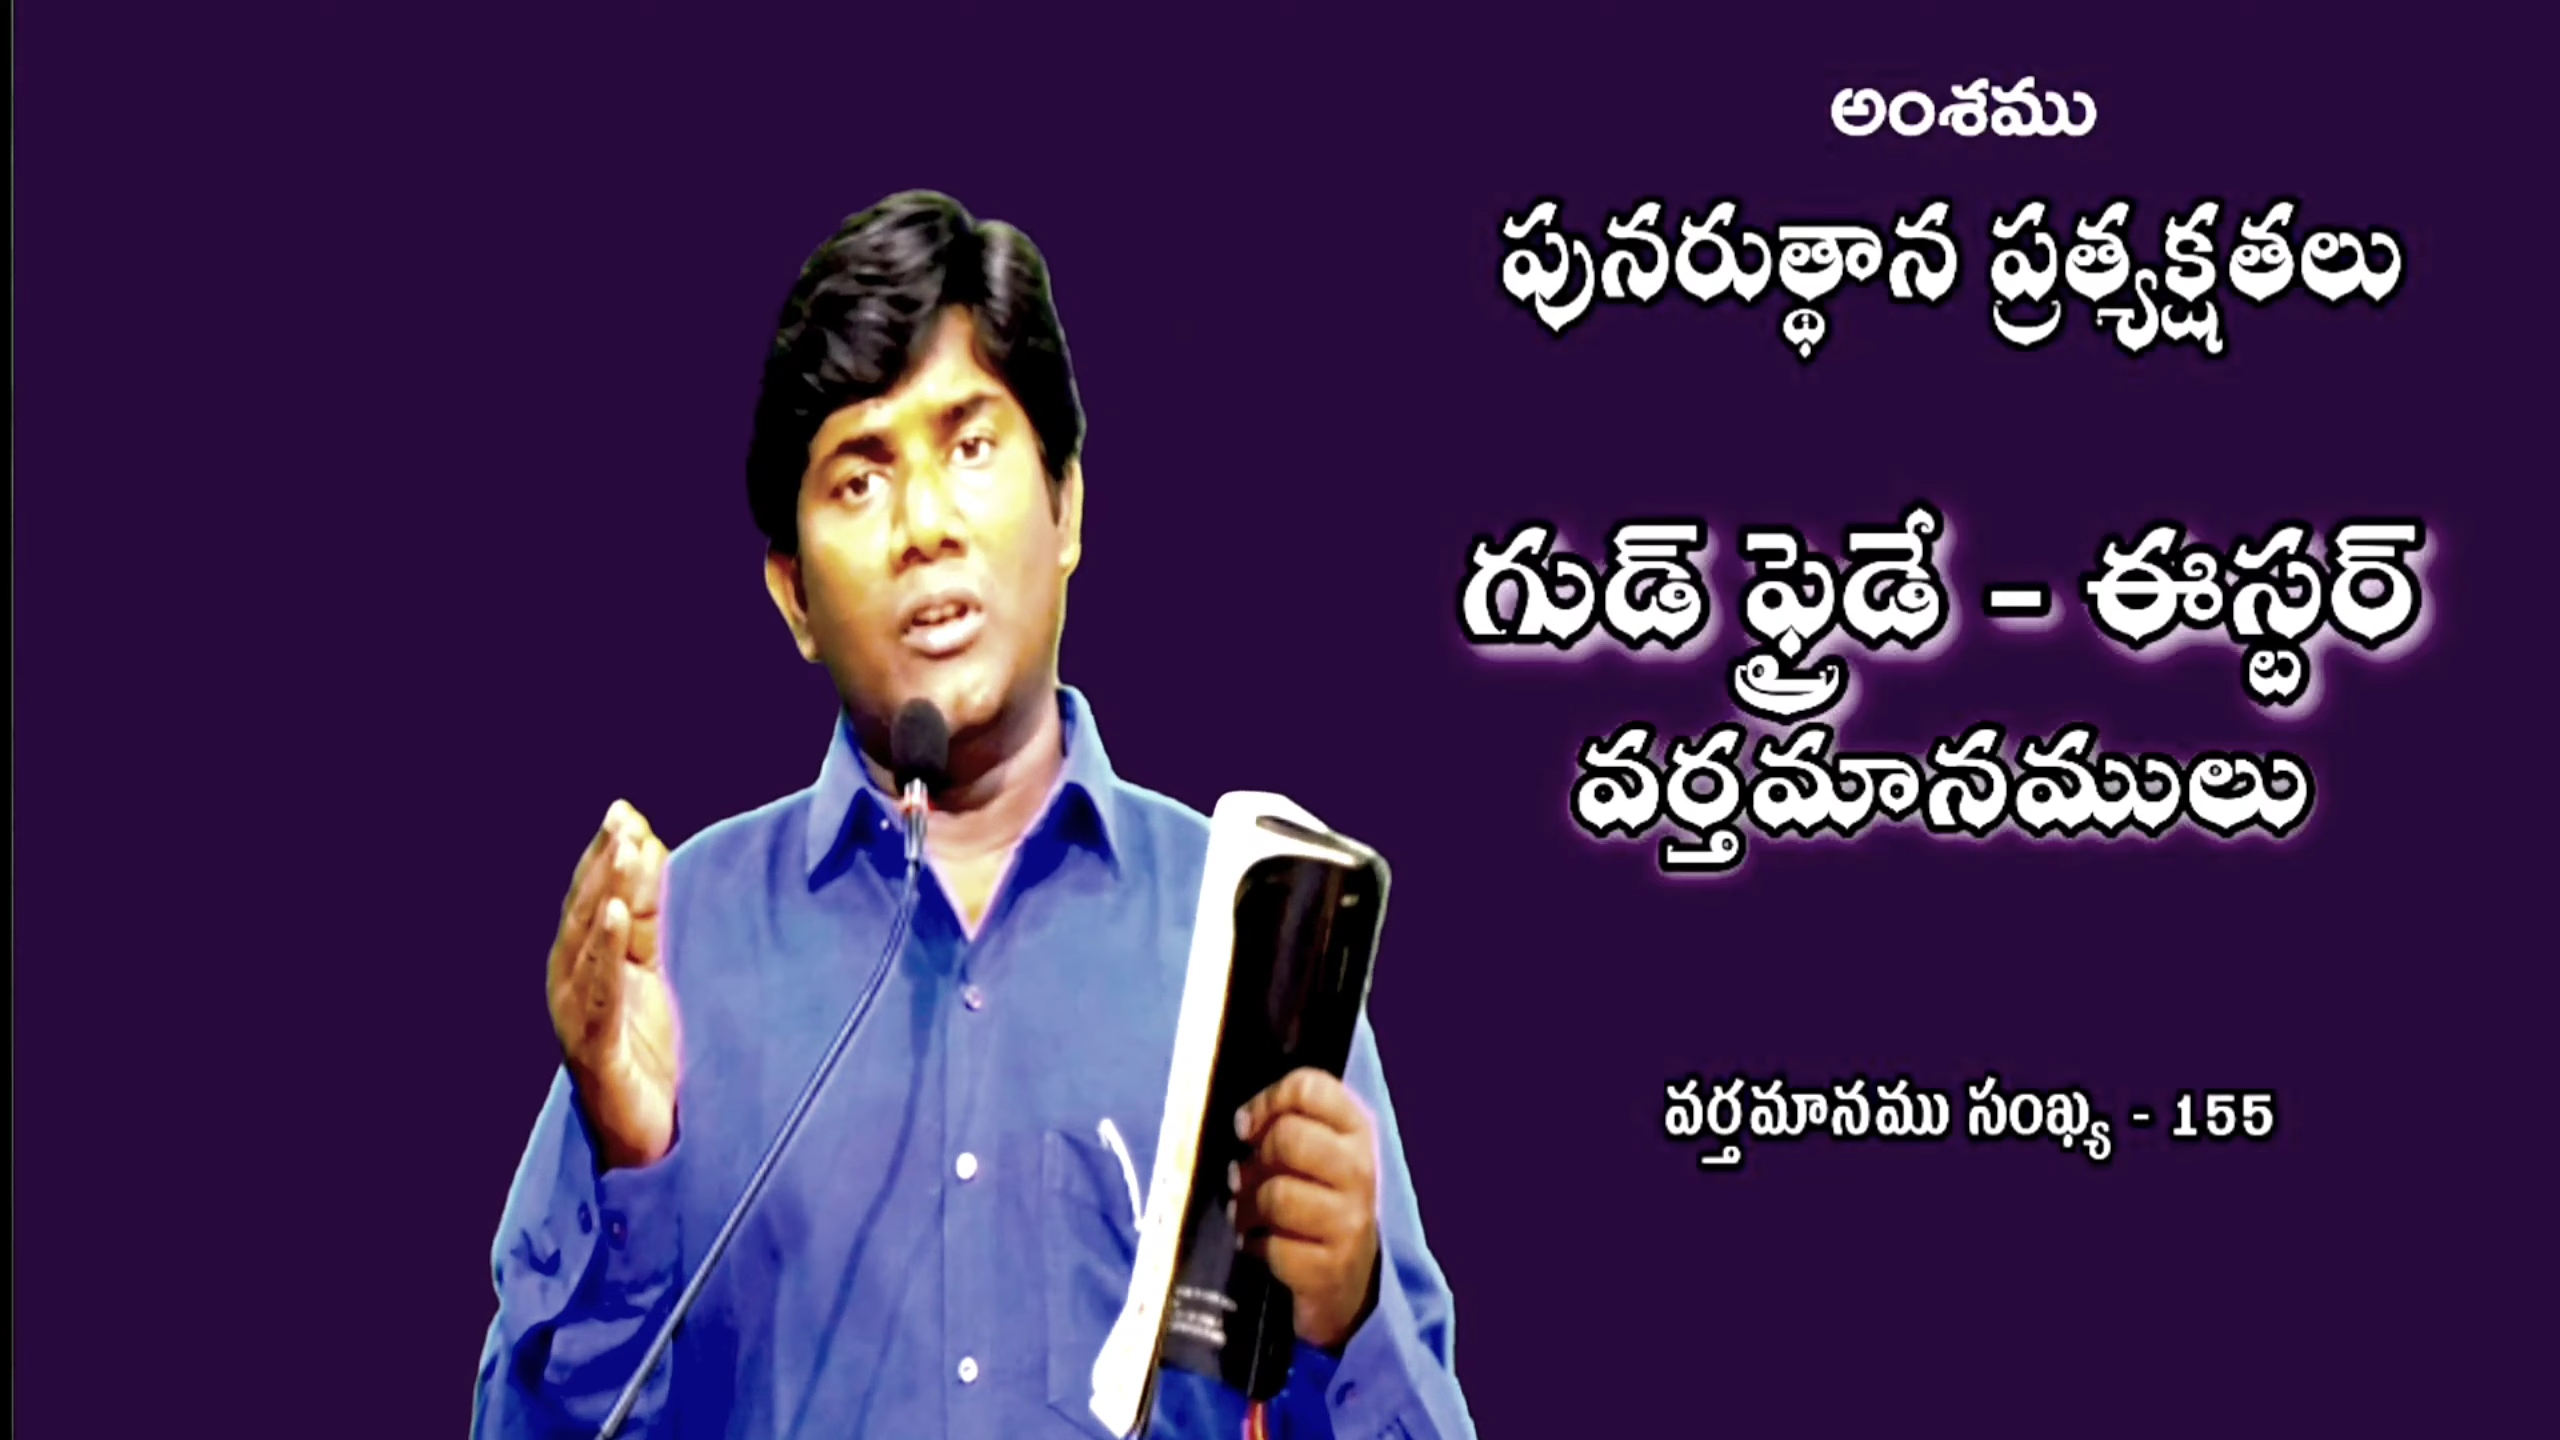 అంశము
పునరుత్థాన ప్రత్యక్షతలు
గుడ్ ఫ్రైడే - ఈస్టర్
వర్తమానములు
వర్తమానము సంఖ్య - 155